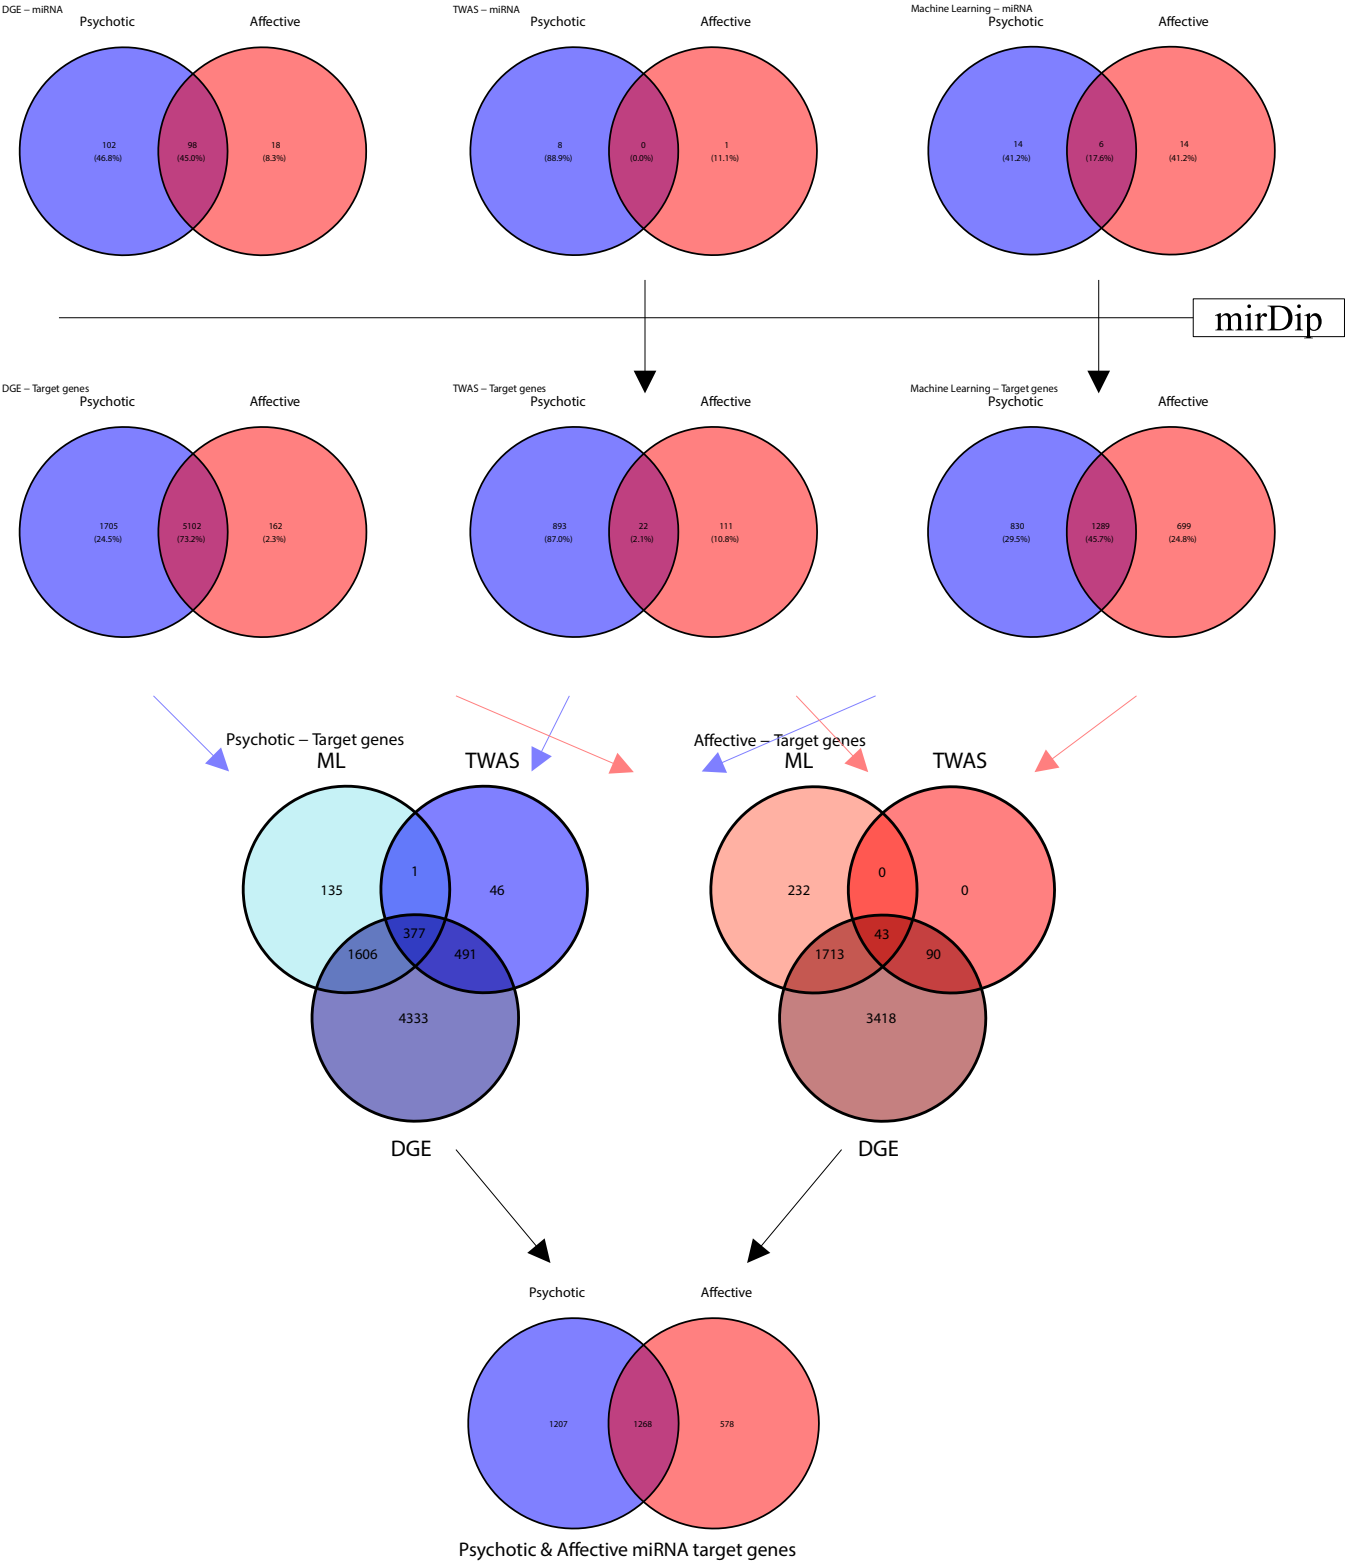 DGE – miRNA
Psychotic
Affective
102
(46.8%)
98
(45.0%)
18
(8.3%)
TWAS – miRNA
Psychotic
Affective
8
(88.9%)
0
(0.0%)
1
(11.1%)
Machine Learning – miRNA
Psychotic
Affective
14
(41.2%)
6
(17.6%)
14
(41.2%)
mirDip
DGE – Target genes
Psychotic
Affective
1705
(24.5%)
5102
(73.2%)
162
(2.3%)
TWAS – Target genes
Psychotic
Affective
893
(87.0%)
22
(2.1%)
111
(10.8%)
Machine Learning – Target genes
Psychotic
Affective
830
(29.5%)
1289
(45.7%)
699
(24.8%)
Psychotic – Target genes
ML
TWAS
135
1
46
377
1606
491
4333
DGE
Affective – Target genes
ML
TWAS
232
0
0
43
1713
90
3418
DGE
Psychotic
Affective
1207
1268
578
Psychotic & Affective miRNA target genes